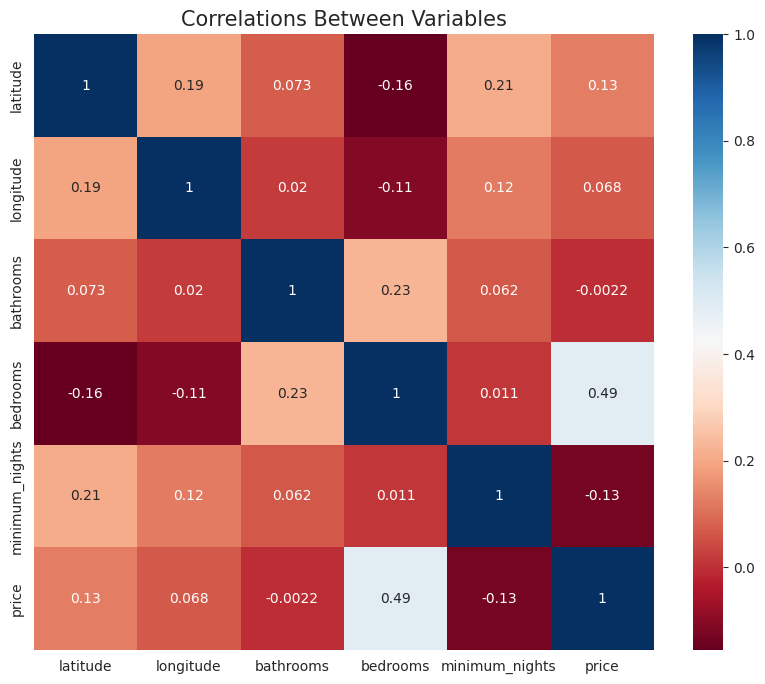 Correlations Between Variables
latitude 1 0.19 0.073 -0.16 0.21 0.13
longitude 0.19 1 0.02 -0.11 0.12 0.068
bathrooms 0.073 0.02 1 0.23 0.062 -0.0022
bedrooms -0.16 -0.11 0.23 1 0.011 0.49
minimum_nights 0.21 0.12 0.062 0.011 1 -0.13
price 0.13 0.068 -0.0022 0.49 -0.13 1
latitude longitude bathrooms bedrooms minimum_nights price
1.0
0.8
0.6
0.4
0.2
0.0